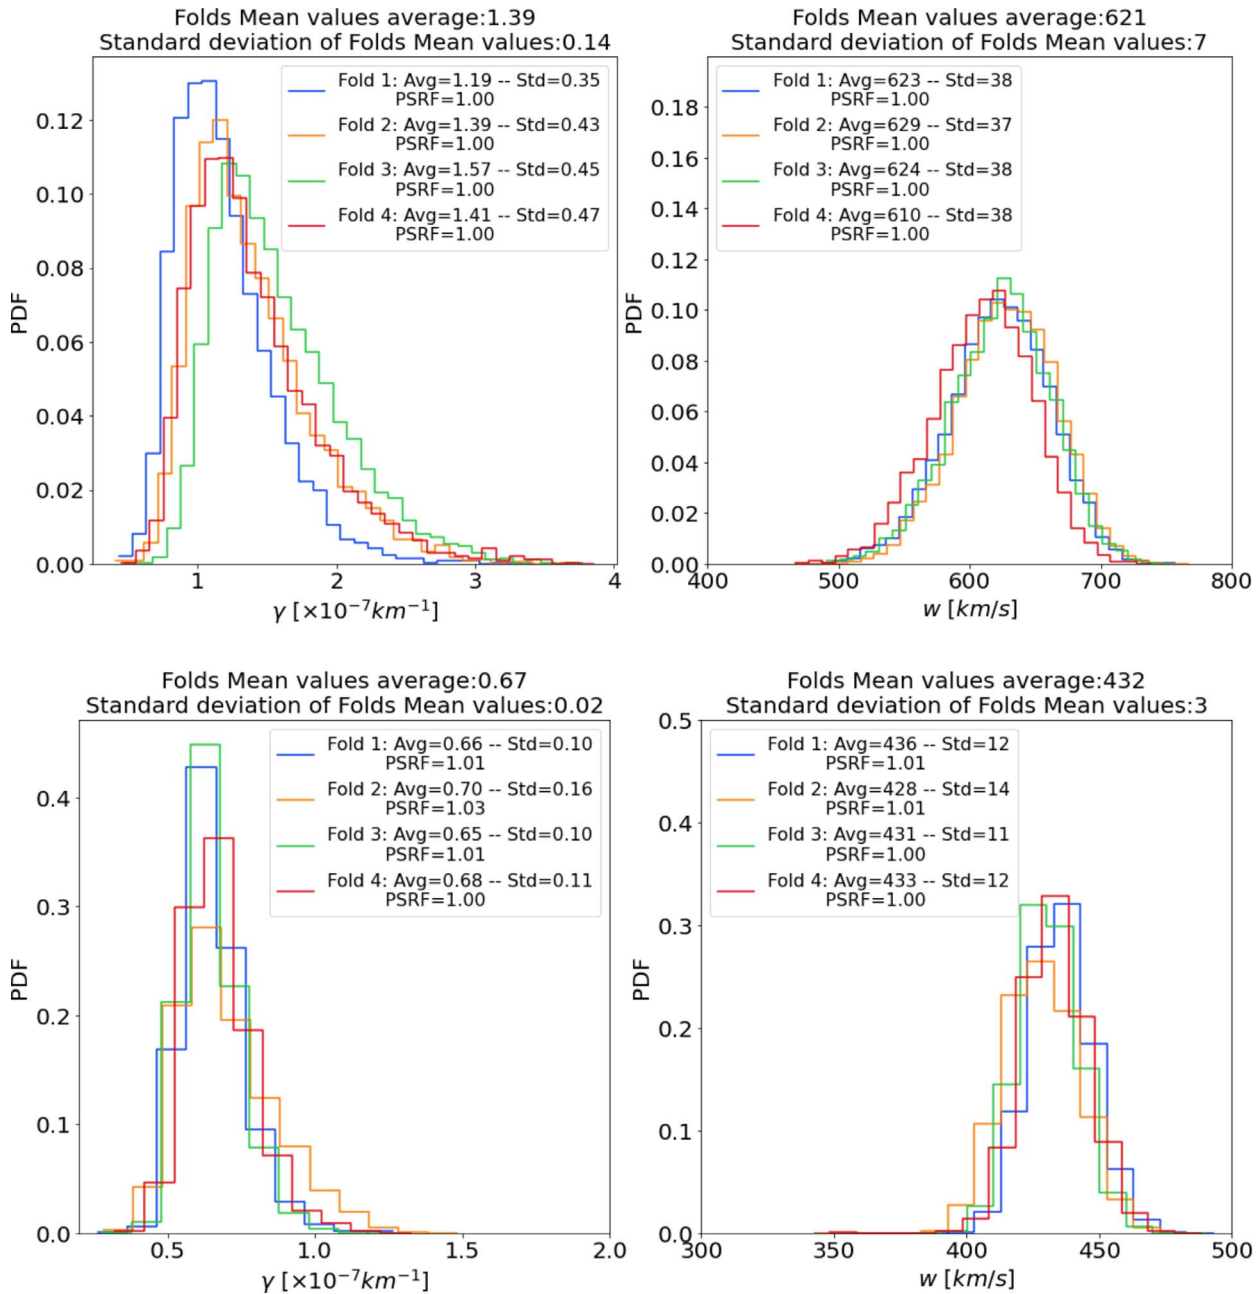 Folds Mean values average:1.39
Standard deviation of Folds Mean values:0.14
Fold 1: Avg=1.19 -- Std=0.35
PSRF=1.00
Fold 2: Avg=1.39 -- Std=0.43
PSRF=1.00
Fold 3: Avg=1.57 -- Std=0.45
PSRF=1.00
Fold 4: Avg=1.41 -- Std=0.47
PSRF=1.00
PDF
0.12
0.10
0.08
0.06
0.04
0.02
0.00
1 2 3 4
γ [×10⁻⁷km⁻¹]
Folds Mean values average:621
Standard deviation of Folds Mean values:7
Fold 1: Avg=623 -- Std=38
PSRF=1.00
Fold 2: Avg=629 -- Std=37
PSRF=1.00
Fold 3: Avg=624 -- Std=38
PSRF=1.00
Fold 4: Avg=610 -- Std=38
PSRF=1.00
PDF
0.18
0.16
0.14
0.12
0.10
0.08
0.06
0.04
0.02
0.00
400 500 600 700 800
w [km/s]
Folds Mean values average:0.67
Standard deviation of Folds Mean values:0.02
Fold 1: Avg=0.66 -- Std=0.10
PSRF=1.01
Fold 2: Avg=0.70 -- Std=0.16
PSRF=1.03
Fold 3: Avg=0.65 -- Std=0.10
PSRF=1.01
Fold 4: Avg=0.68 -- Std=0.11
PSRF=1.00
PDF
0.4
0.3
0.2
0.1
0.0
0.5 1.0 1.5 2.0
γ [×10⁻⁷km⁻¹]
Folds Mean values average:432
Standard deviation of Folds Mean values:3
Fold 1: Avg=436 -- Std=12
PSRF=1.01
Fold 2: Avg=428 -- Std=14
PSRF=1.01
Fold 3: Avg=431 -- Std=11
PSRF=1.00
Fold 4: Avg=433 -- Std=12
PSRF=1.00
PDF
0.5
0.4
0.3
0.2
0.1
0.0
300 350 400 450 500
w [km/s]